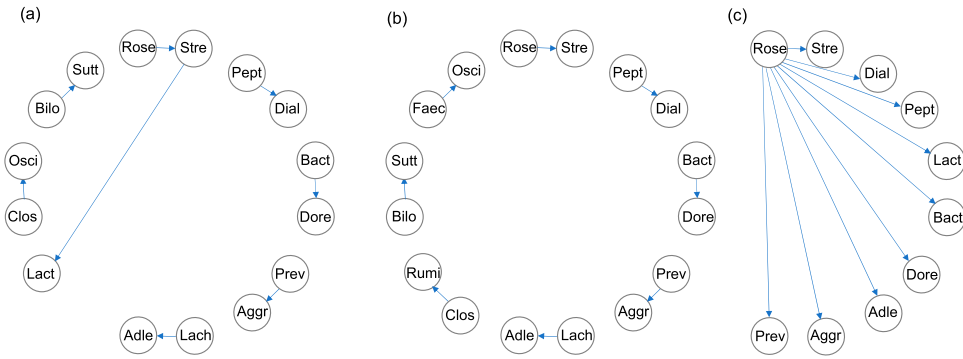 (a)
Rose
Stre
Sutt
Pept
Bilo
Dial
Osci
Bact
Clos
Dore
Lact
Prev
Aggr
Adle
Lach
(b)
Rose
Stre
Osci
Pept
Faec
Dial
Sutt
Bact
Bilo
Dore
Rumi
Prev
Clos
Aggr
Adle
Lach
(c)
Rose
Stre
Dial
Pept
Lact
Bact
Dore
Adle
Aggr
Prev